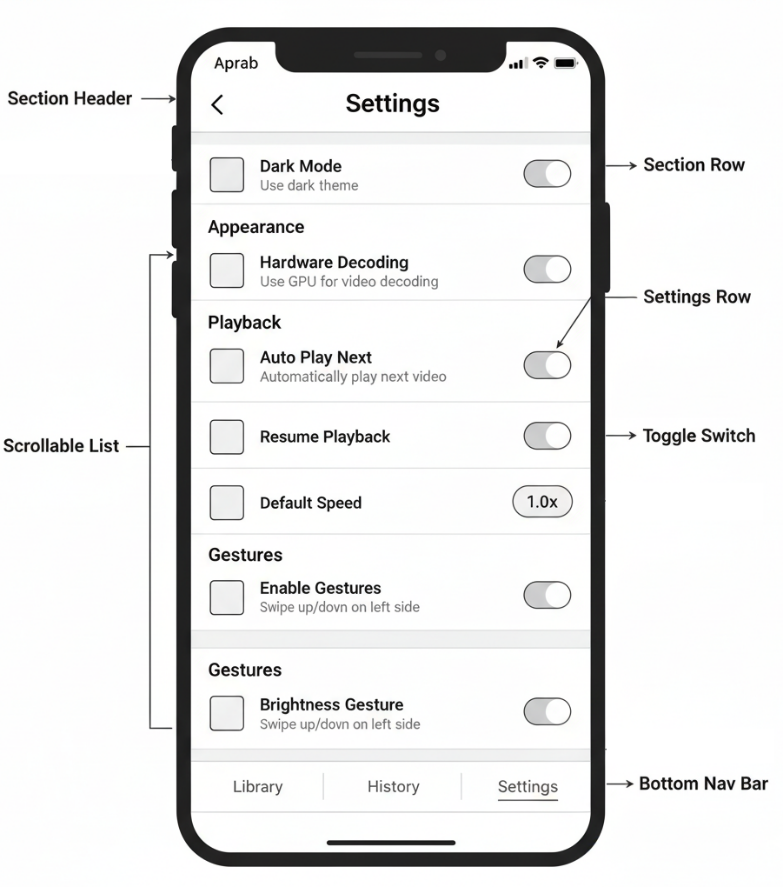 Aprab
Section Header
Settings
Dark Mode
Use dark theme
Section Row
Appearance
Hardware Decoding
Use GPU for video decoding
Settings Row
Playback
Auto Play Next
Automatically play next video
Scrollable List
Resume Playback
Toggle Switch
Default Speed
1.0x
Gestures
Enable Gestures
Swipe up/dovn on left side
Gestures
Brightness Gesture
Swipe up/dovn on left side
Library
History
Settings
Bottom Nav Bar